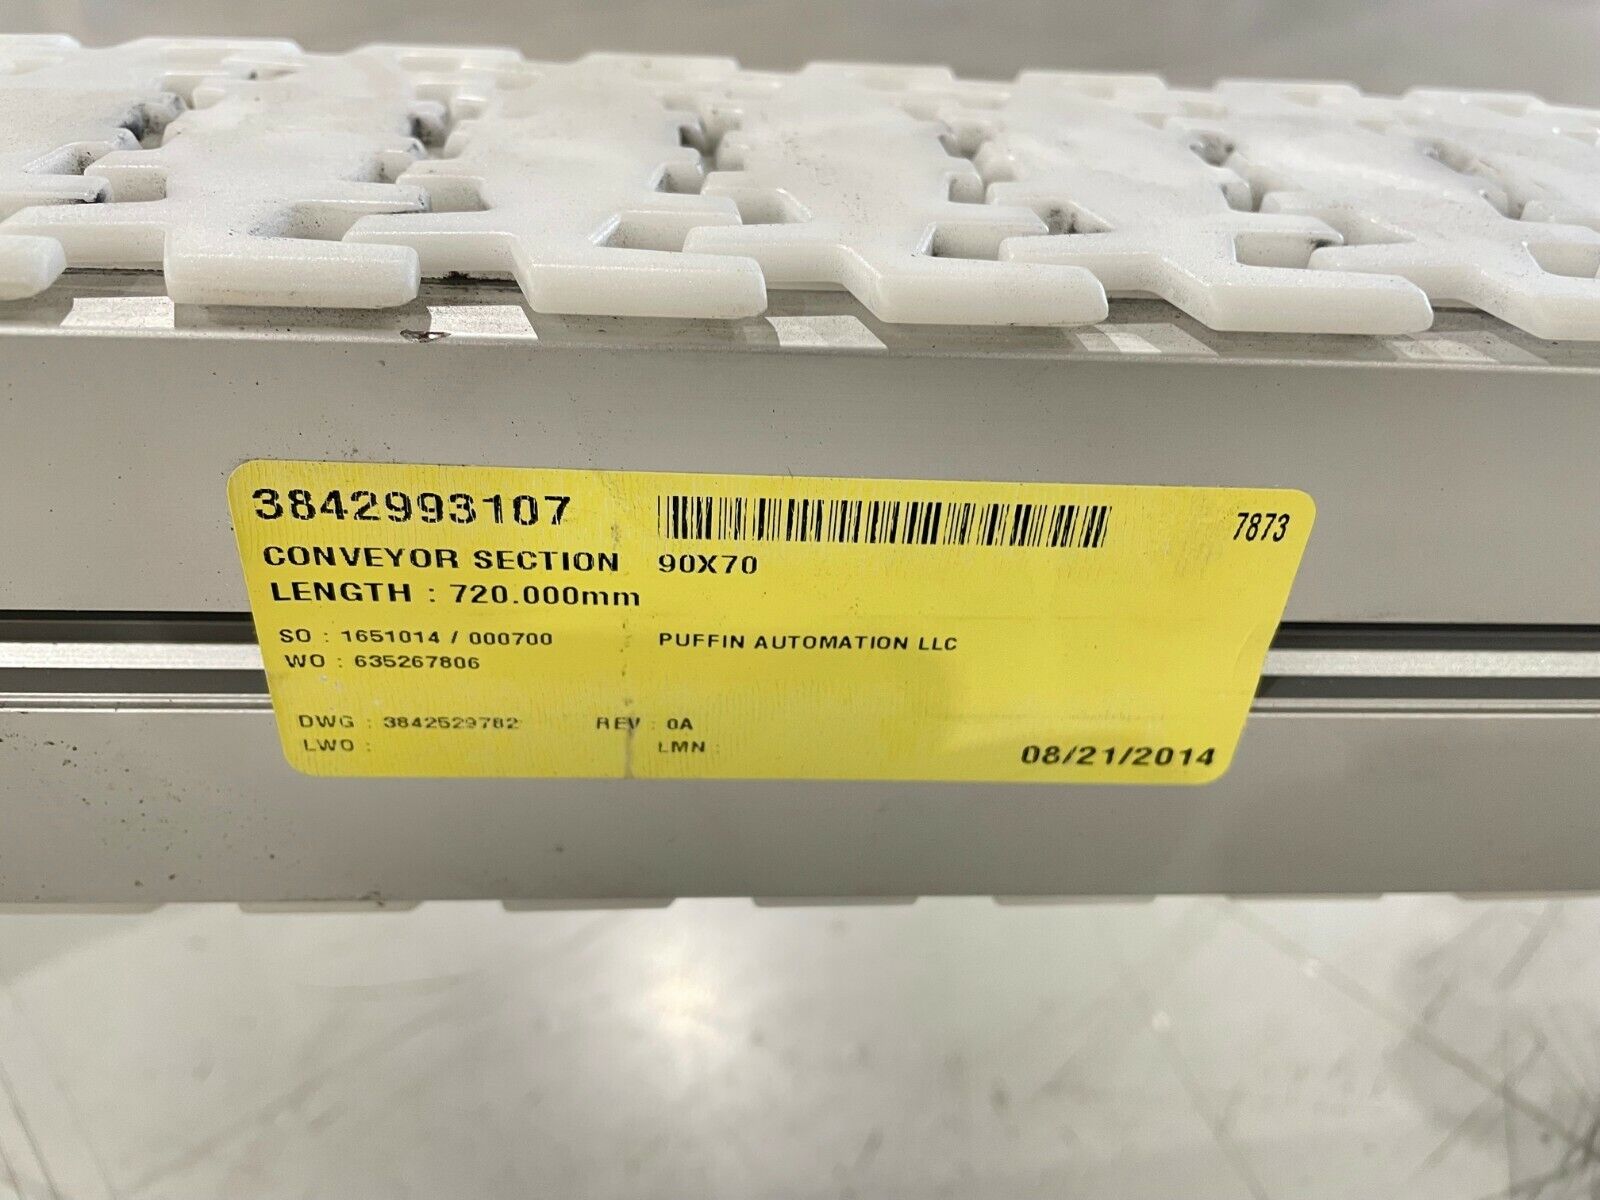 3842993107 7873
CONVEYOR SECTION 90X70
LENGTH : 720.000mm
SO : 1651014 / 000700 PUFFIN AUTOMATION LLC
WO : 635267806
DWG : 3842529782 REV : 0A
LWO : LMN :
08/21/2014